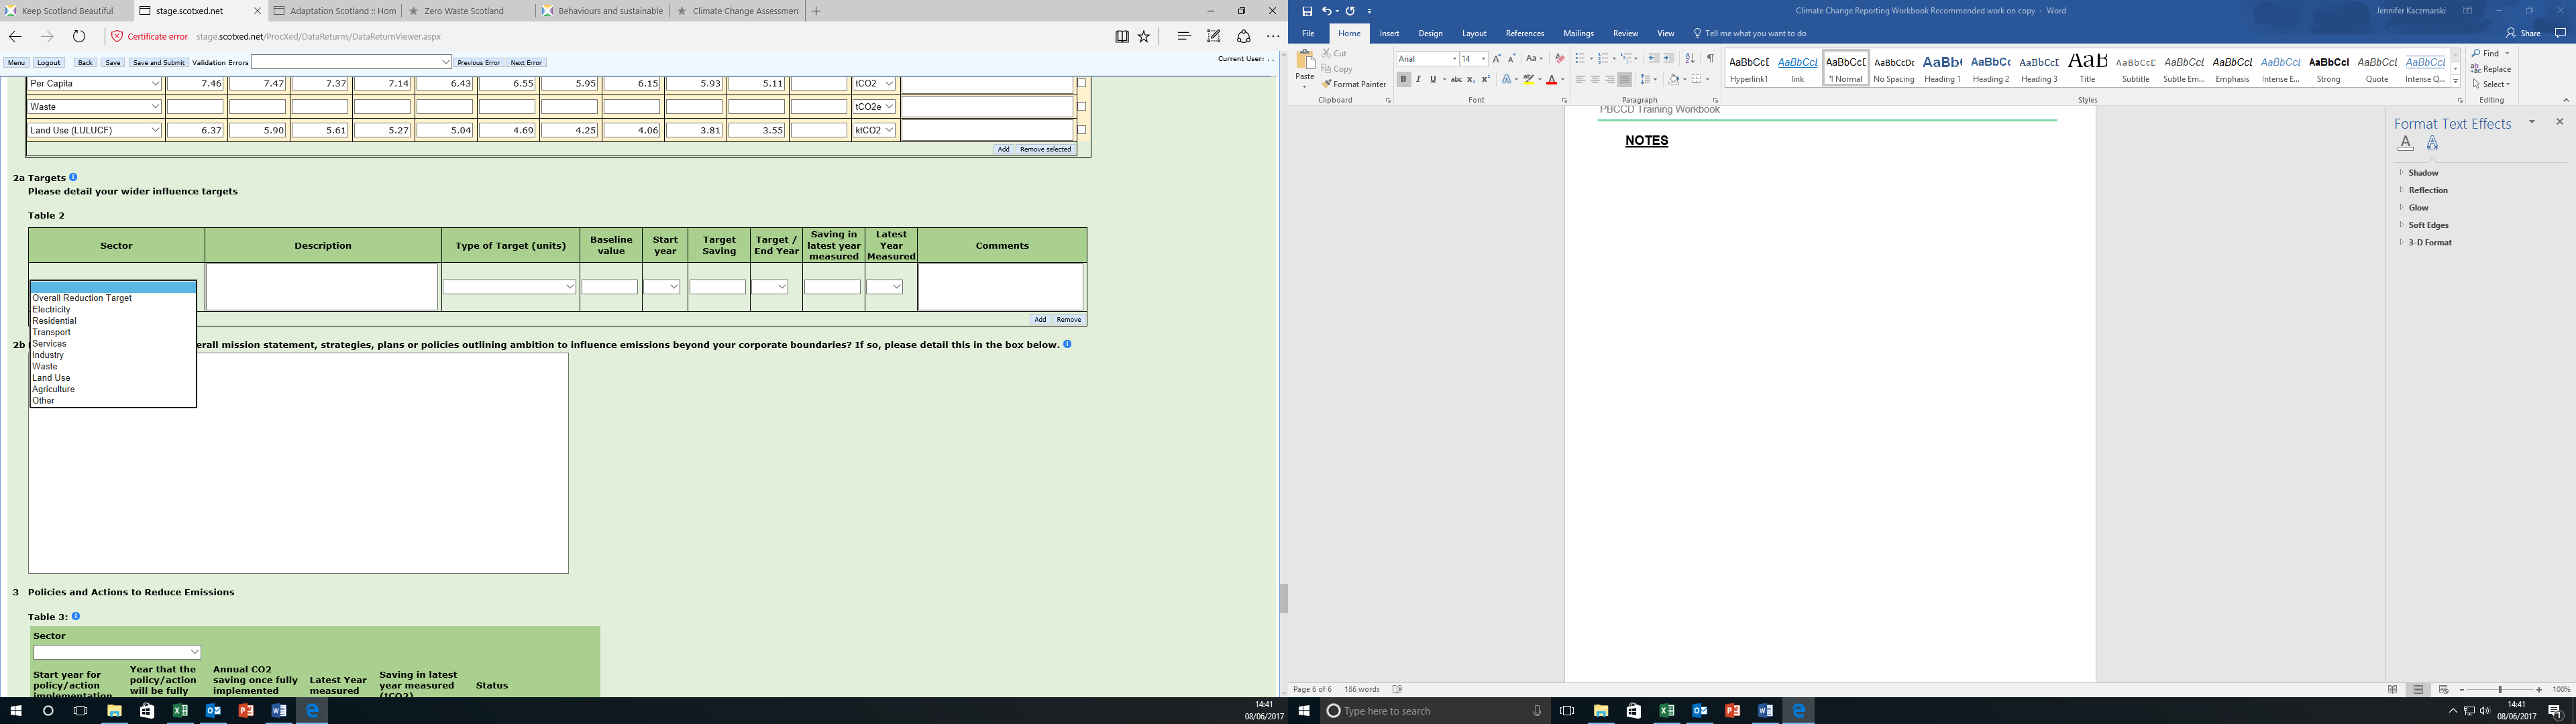 Keep Scotland Beautiful stage.scotxed.net Adaptation Scotland :: Hom Zero Waste Scotland Behaviours and sustainable Climate Change Assessmen
Certificate error stage.scotxed.net/ProcXed/DataReturns/DataReturnViewer.aspx
Menu Logout Back Save Save and Submit Validation Errors Previous Error Next Error Current User: . .
Per Capita 7.46 7.47 7.37 7.14 6.43 6.55 5.95 6.15 5.93 5.11 tCO2
Waste tCO2e
Land Use (LULUCF) 6.37 5.90 5.61 5.27 5.04 4.69 4.25 4.06 3.81 3.55 ktCO2
Add Remove selected
2a Targets
Please detail your wider influence targets
Table 2
Sector Description Type of Target (units) Baseline value Start year Target Saving Target / End Year Saving in latest year measured Latest Year Measured Comments
Overall Reduction Target
Electricity
Residential
Transport
Services
Industry
Waste
Land Use
Agriculture
Other
Add Remove
2b erall mission statement, strategies, plans or policies outlining ambition to influence emissions beyond your corporate boundaries? If so, please detail this in the box below.
3 Policies and Actions to Reduce Emissions
Table 3:
Sector
Start year for policy/action implementation
Year that the policy/action will be fully
Annual CO2 saving once fully implemented
Latest Year measured
Saving in latest year measured (tCO2)
Status
14:41
08/06/2017
Climate Change Reporting Workbook Recommended work on copy - Word Jennifer Kaczmarski
File Home Insert Design Layout References Mailings Review View Tell me what you want to do Share
Paste Cut Copy Format Painter
Arial 14
AaBbCcDc
Hyperlink1 link ¶ Normal No Spacing Heading 1 Heading 2 Heading 3 Title Subtitle Subtle Em... Emphasis Intense E... Strong Quote Intense Q...
Find Replace Select
Clipboard Font Paragraph Styles Editing
PBCCD Training Workbook
NOTES
Format Text Effects
Shadow
Reflection
Glow
Soft Edges
3-D Format
Page 6 of 6 186 words 100%
Type here to search
14:41
08/06/2017